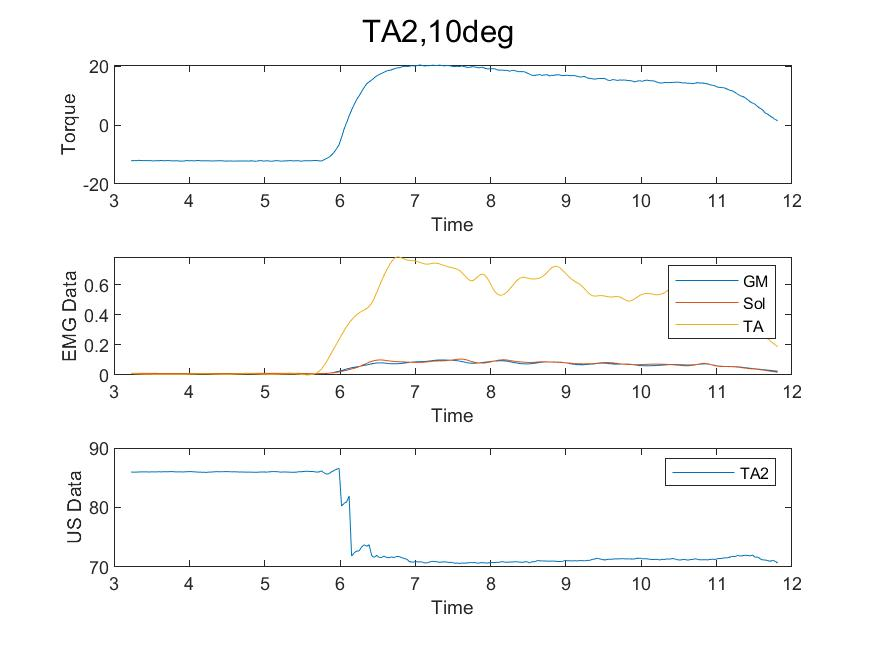 TA2,10deg
20
0
-20
Torque
3 4 5 6 7 8 9 10 11 12
Time
0.6
0.4
0.2
0
EMG Data
GM
Sol
TA
3 4 5 6 7 8 9 10 11 12
Time
90
80
70
US Data
TA2
3 4 5 6 7 8 9 10 11 12
Time